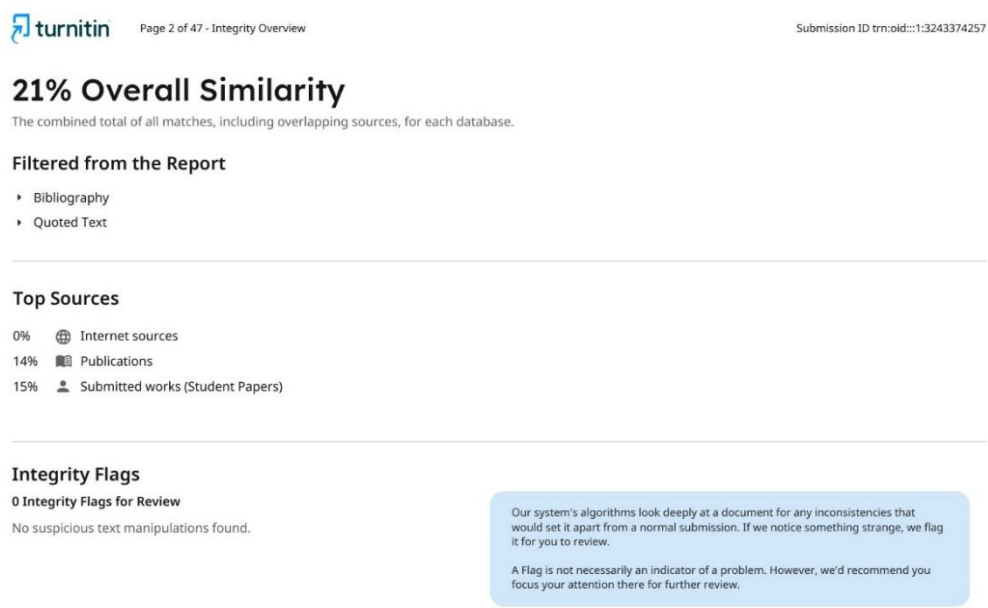 turnitin Page 2 of 47 - Integrity Overview Submission ID trn:oid:::1:3243374257
21% Overall Similarity
The combined total of all matches, including overlapping sources, for each database.
Filtered from the Report
Bibliography
Quoted Text
Top Sources
0% Internet sources
14% Publications
15% Submitted works (Student Papers)
Integrity Flags
0 Integrity Flags for Review
No suspicious text manipulations found.
Our system's algorithms look deeply at a document for any inconsistencies that
would set it apart from a normal submission. If we notice something strange, we flag
it for you to review.
A Flag is not necessarily an indicator of a problem. However, we'd recommend you
focus your attention there for further review.